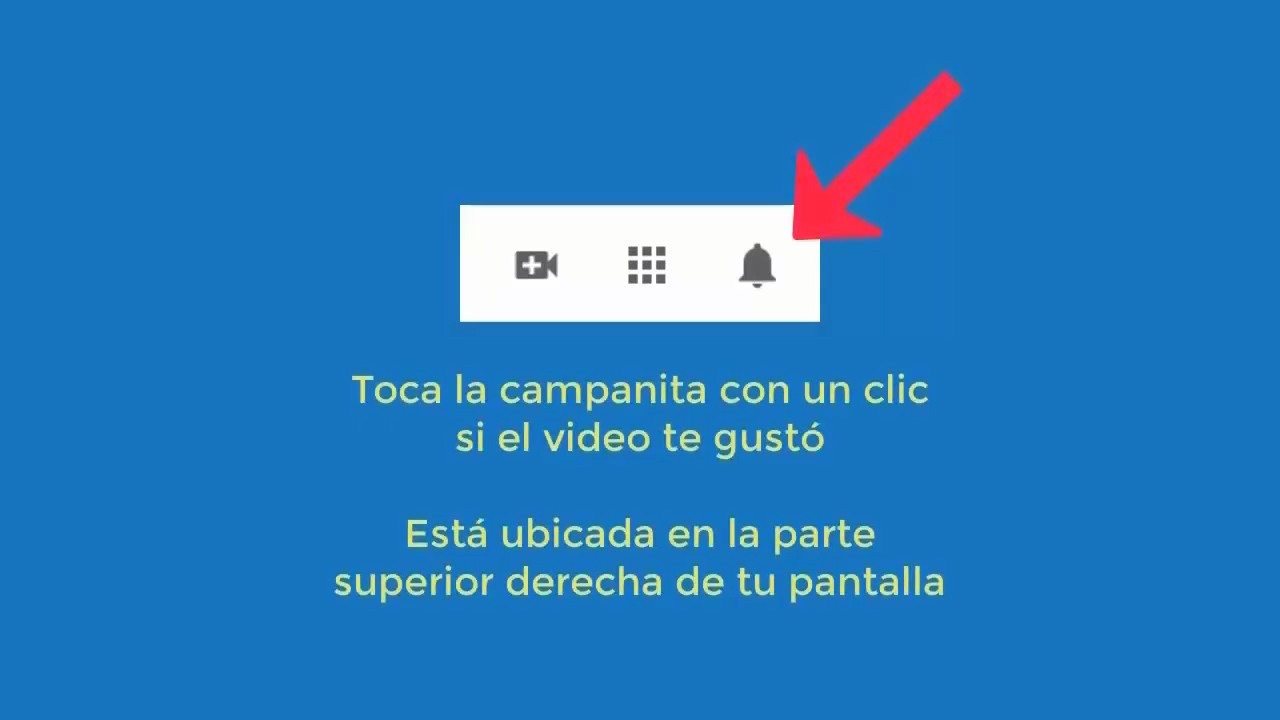 Toca la campanita con un clic
si el video te gustó
Está ubicada en la parte
superior derecha de tu pantalla